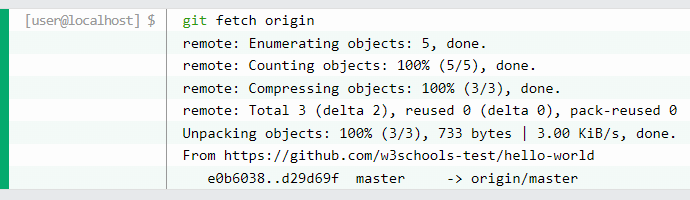 [user@localhost] $ git fetch origin
remote: Enumerating objects: 5, done.
remote: Counting objects: 100% (5/5), done.
remote: Compressing objects: 100% (3/3), done.
remote: Total 3 (delta 2), reused 0 (delta 0), pack-reused 0
Unpacking objects: 100% (3/3), 733 bytes | 3.00 KiB/s, done.
From https://github.com/w3schools-test/hello-world
   e0b6038..d29d69f  master     -> origin/master